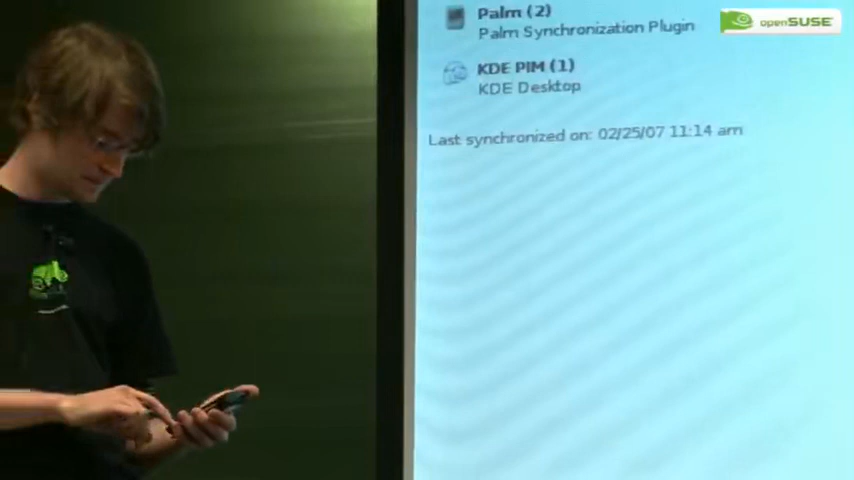 Palm (2)
Palm Synchronization Plugin
openSUSE
KDE PIM (1)
KDE Desktop
Last synchronized on: 02/25/07 11:14 am